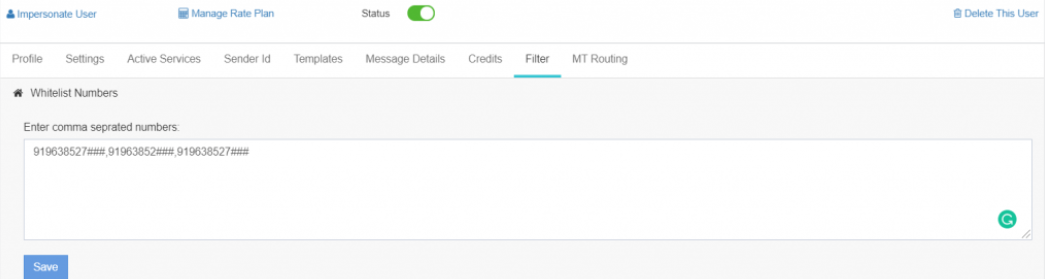 Impersonate User Manage Rate Plan Status Delete This User
Profile Settings Active Services Sender Id Templates Message Details Credits Filter MT Routing
Whitelist Numbers
Enter comma seprated numbers:
919638527###,91963852###,919638527###
Save